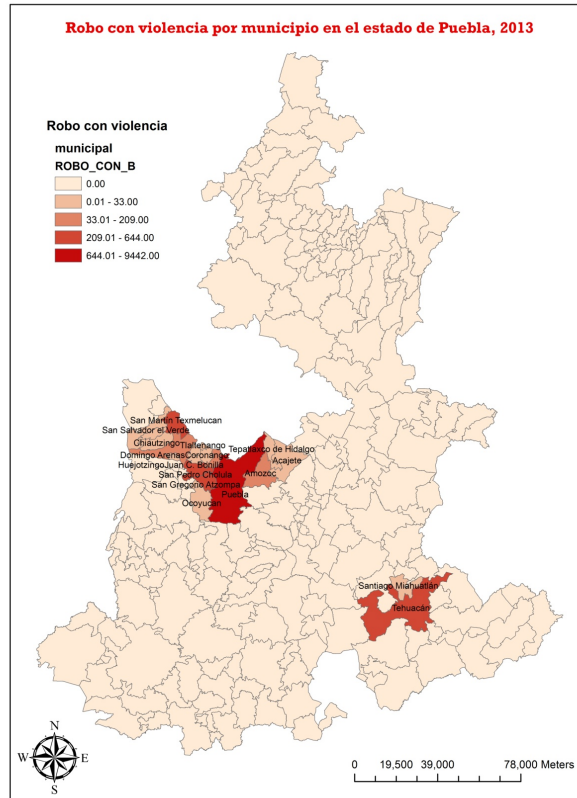 Robo con violencia por municipio en el estado de Puebla, 2013
Robo con violencia
municipal
ROBO_CON_B
0.00
0.01 - 33.00
33.01 - 209.00
209.01 - 644.00
644.01 - 9442.00
San Martín Texmelucan
San Salvador el Verde
Chiautzingo
Tlaltenango
Domingo Arenas
Coronango
Tepatlaxco de Hidalgo
Huejotzingo
Juan C. Bonilla
Acajete
San Pedro Cholula
Amozoc
San Gregorio Atzompa
Puebla
Ocoyucan
Santiago Miahuatlán
Tehuacán
N
W
E
S
0 19,500 39,000 78,000 Meters